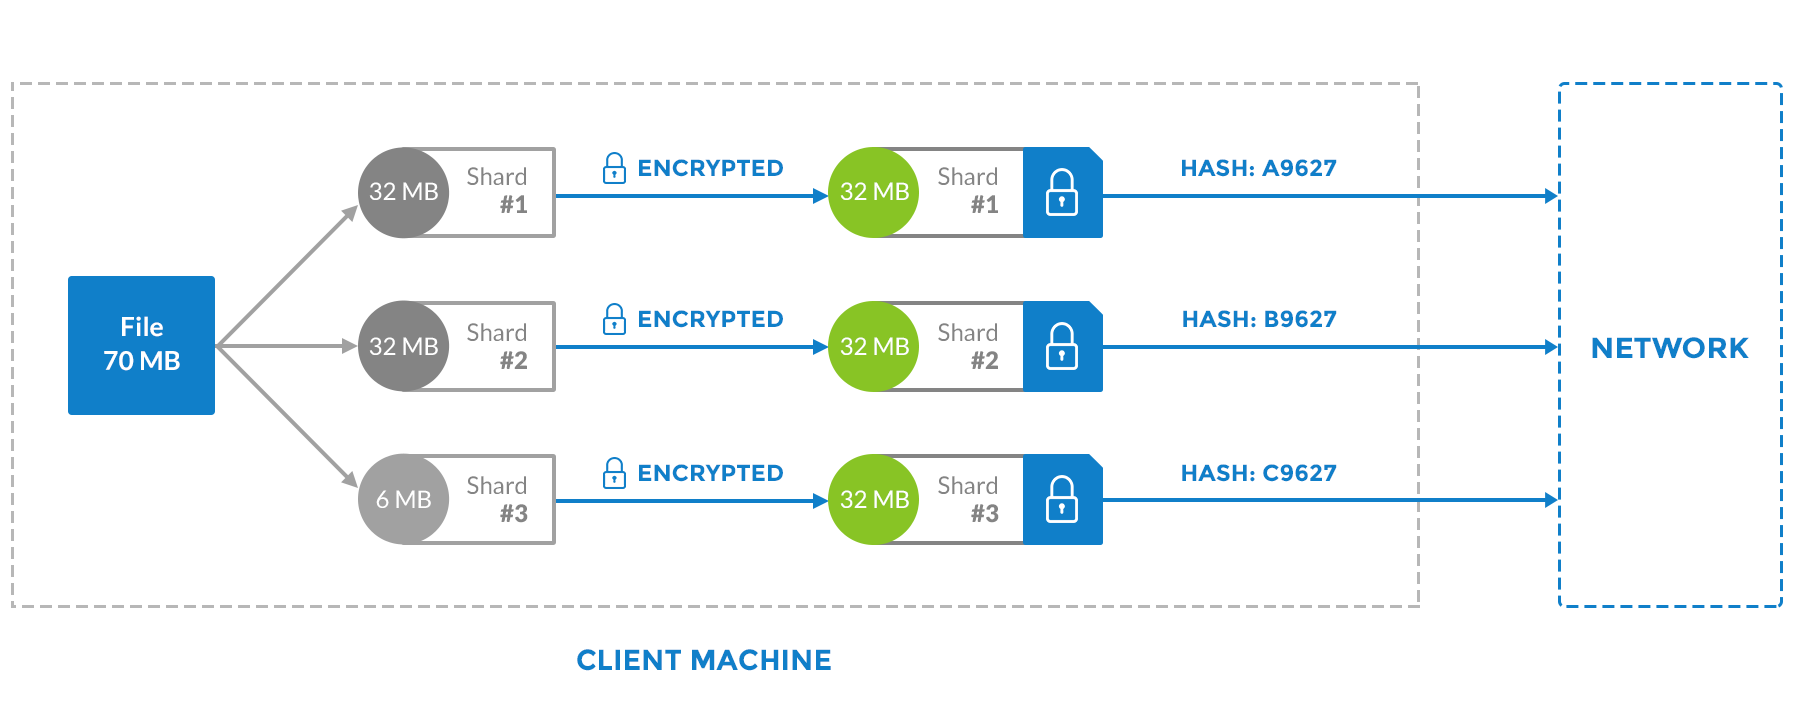 File
70 MB
32 MB
Shard
#1
ENCRYPTED
32 MB
Shard
#1
HASH: A9627
32 MB
Shard
#2
ENCRYPTED
32 MB
Shard
#2
HASH: B9627
6 MB
Shard
#3
ENCRYPTED
32 MB
Shard
#3
HASH: C9627
NETWORK
CLIENT MACHINE